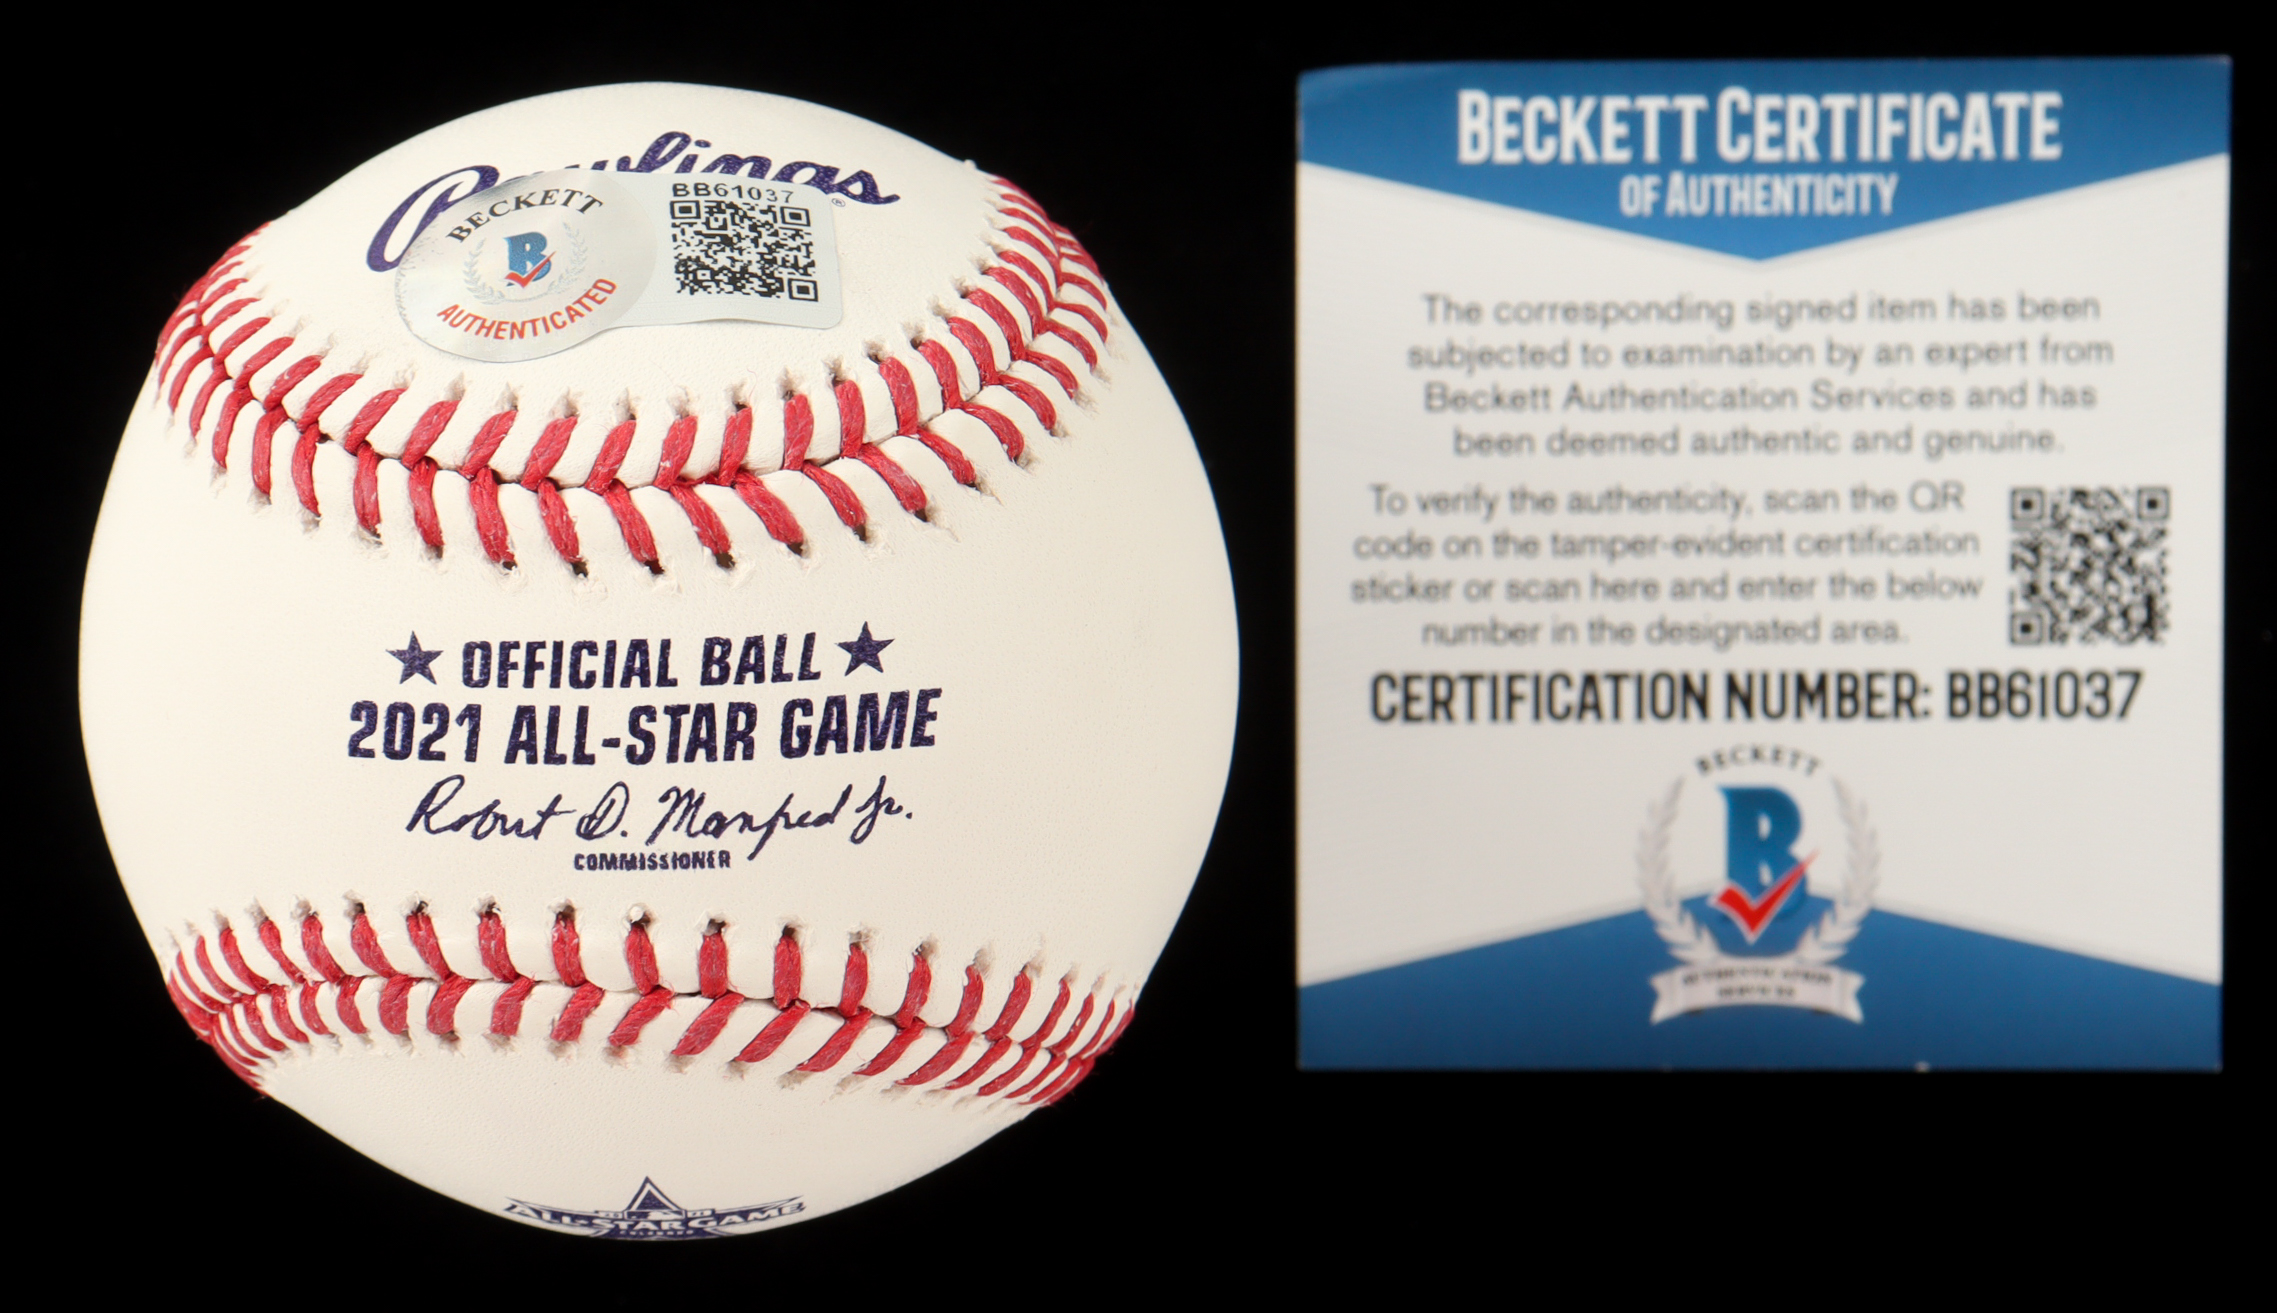 Rawlings
®
BECKETT
AUTHENTICATED
BB61037
★ OFFICIAL BALL ★
2021 ALL-STAR GAME
Robert D. Manfred Jr.
COMMISSIONER
ALL-STAR GAME
COLORADO
BECKETT CERTIFICATE
OF AUTHENTICITY
The corresponding signed item has been
subjected to examination by an expert from
Beckett Authentication Services and has
been deemed authentic and genuine.
To verify the authenticity, scan the QR
code on the tamper-evident certification
sticker or scan here and enter the below
number in the designated area.
CERTIFICATION NUMBER: BB61037
BECKETT
B
AUTHENTICATION
SERVICES